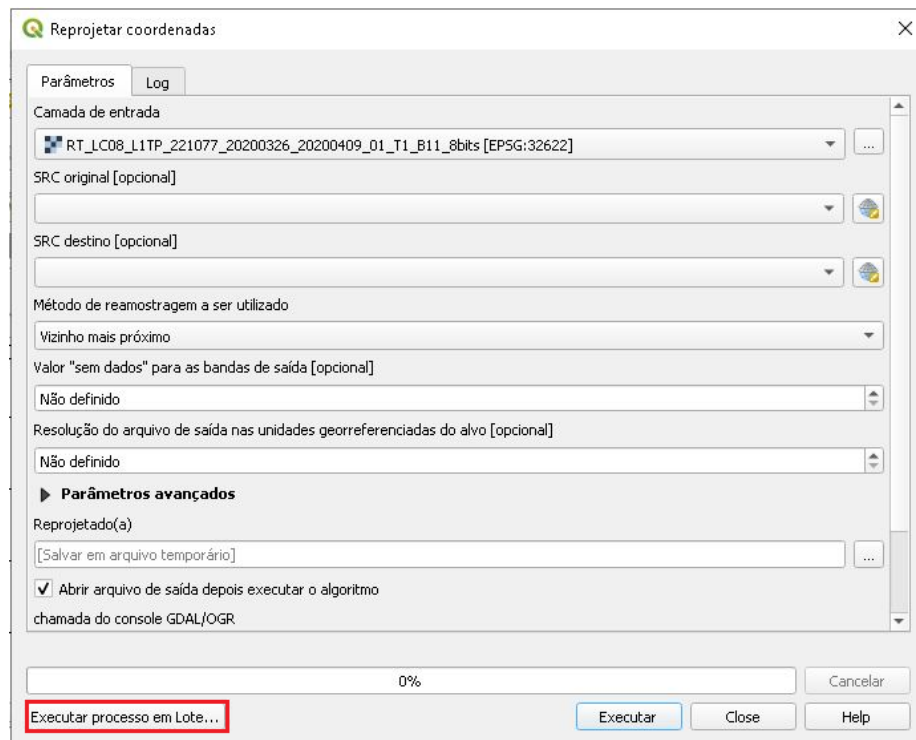 Reprojetar coordenadas
Parâmetros Log
Camada de entrada
RT_LC08_L1TP_221077_20200326_20200409_01_T1_B11_8bits [EPSG:32622] ...
SRC original [opcional]
SRC destino [opcional]
Método de reamostragem a ser utilizado
Vizinho mais próximo
Valor "sem dados" para as bandas de saída [opcional]
Não definido
Resolução do arquivo de saída nas unidades georreferenciadas do alvo [opcional]
Não definido
Parâmetros avançados
Reprojetado(a)
[Salvar em arquivo temporário] ...
Abrir arquivo de saída depois executar o algoritmo
chamada do console GDAL/OGR
0% Cancelar
Executar processo em Lote... Executar Close Help